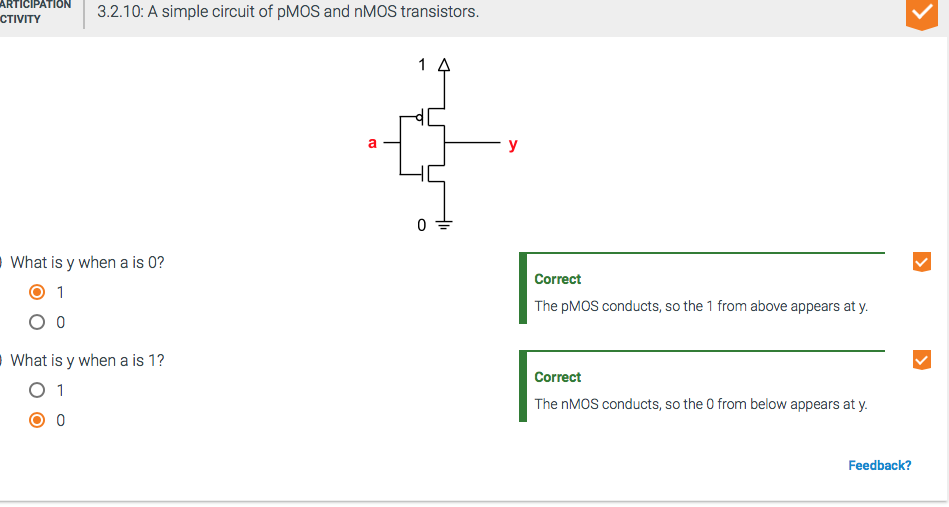 ARTICIPATION
CTIVITY
3.2.10: A simple circuit of pMOS and nMOS transistors.
1
a
y
0
) What is y when a is 0?
1
0
Correct
The pMOS conducts, so the 1 from above appears at y.
) What is y when a is 1?
1
0
Correct
The nMOS conducts, so the 0 from below appears at y.
Feedback?